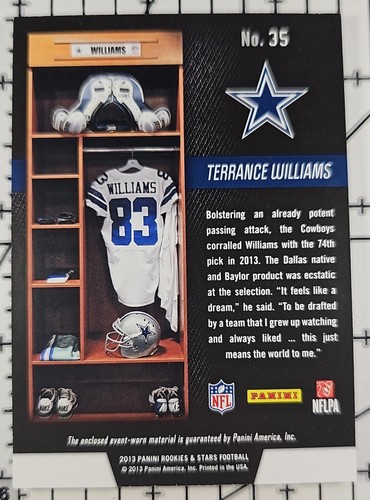 No. 35
WILLIAMS
TERRANCE WILLIAMS
WILLIAMS
83
Bolstering an already potent
passing attack, the Cowboys
corralled Williams with the 74th
pick in 2013. The Dallas native
and Baylor product was ecstatic
at the selection. "It feels like a
dream," he said. "To be drafted
by a team that I grew up watching
and always liked ... this just
means the world to me."
NFL
PANINI
NFLPA
The enclosed event-worn material is guaranteed by Panini America, Inc.
2013 PANINI ROOKIES & STARS FOOTBALL
© 2013 Panini America, Inc. Printed in the USA.